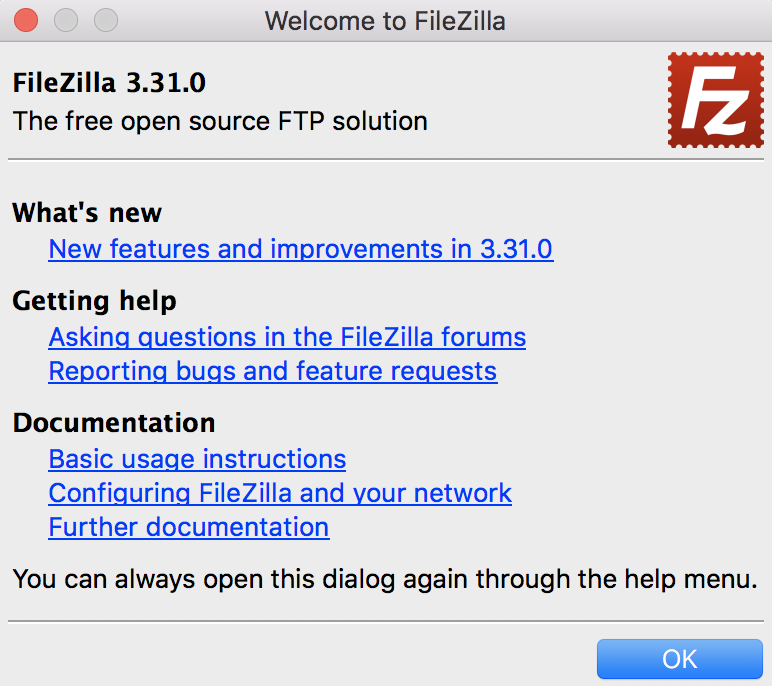 Welcome to FileZilla
FileZilla 3.31.0
The free open source FTP solution
Fz
What's new
New features and improvements in 3.31.0
Getting help
Asking questions in the FileZilla forums
Reporting bugs and feature requests
Documentation
Basic usage instructions
Configuring FileZilla and your network
Further documentation
You can always open this dialog again through the help menu.
OK